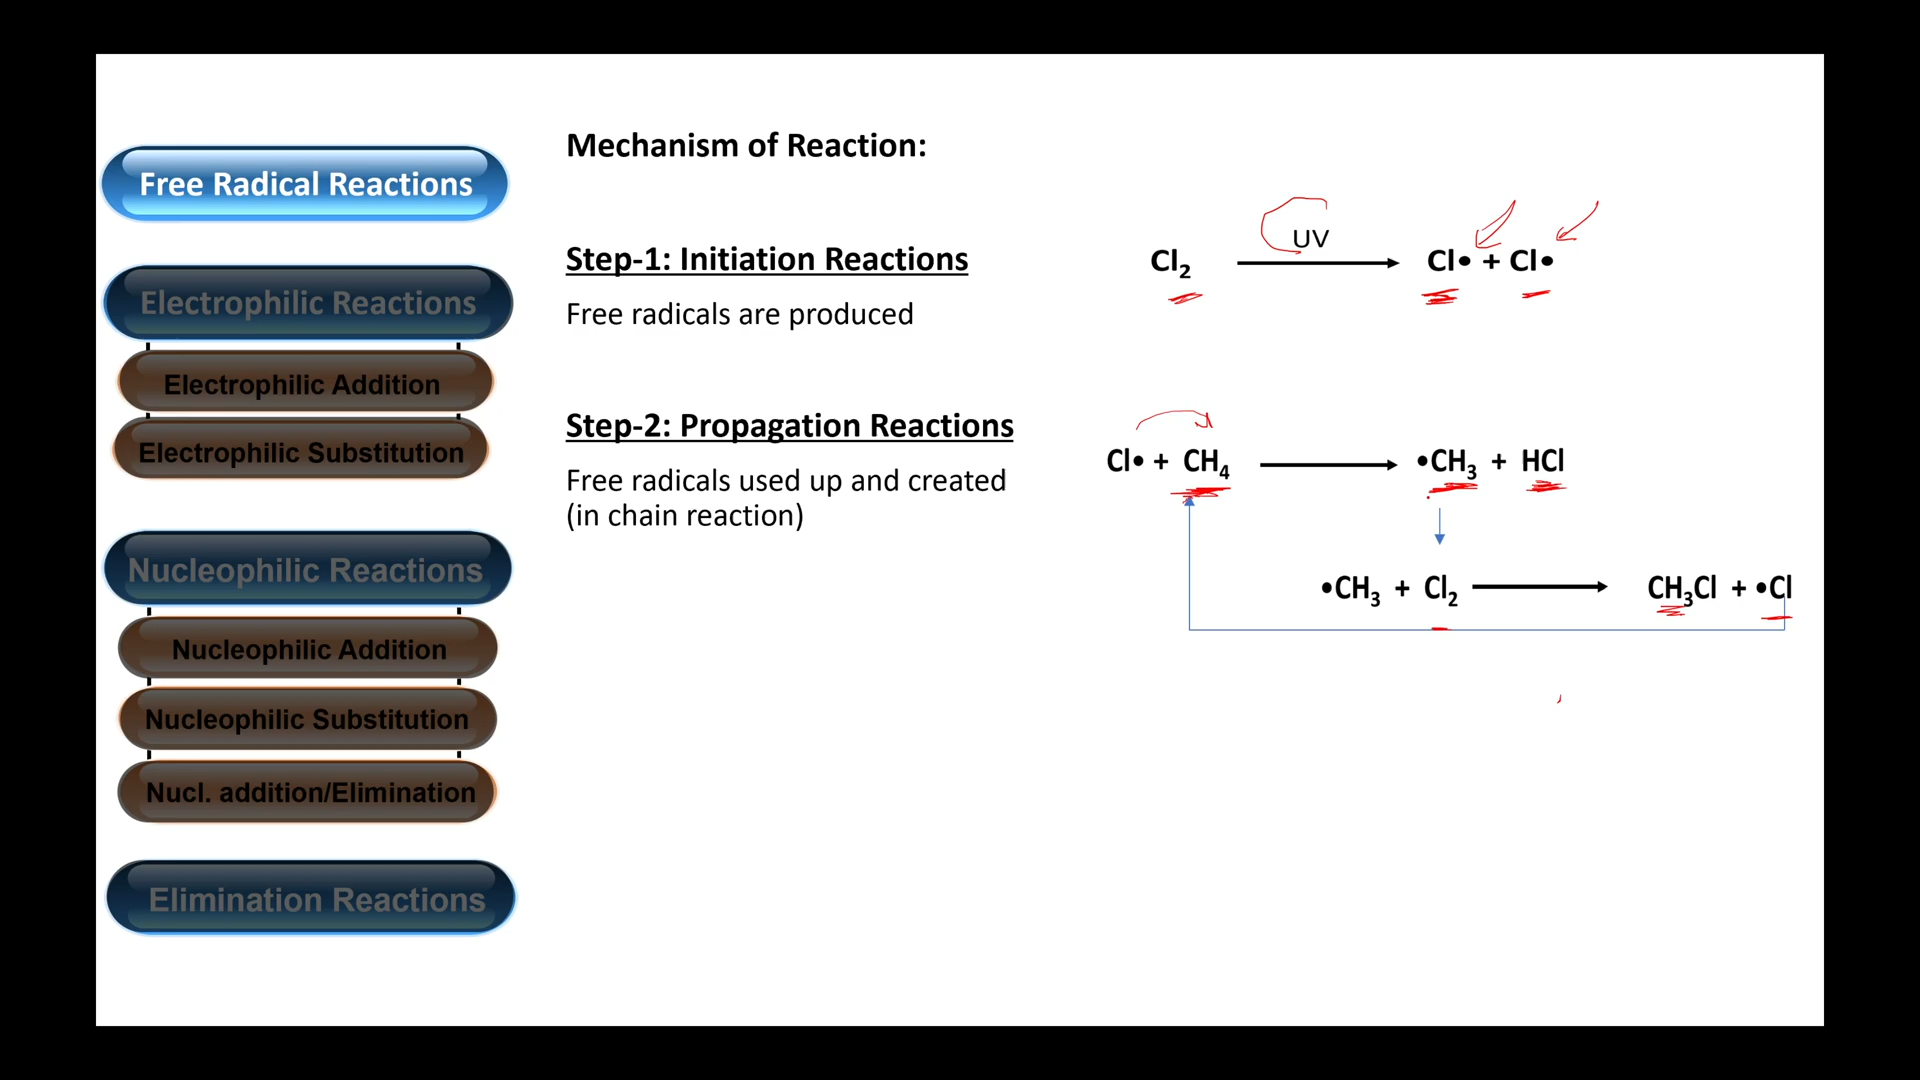 Free Radical Reactions
Electrophilic Reactions
Electrophilic Addition
Electrophilic Substitution
Nucleophilic Reactions
Nucleophilic Addition
Nucleophilic Substitution
Nucl. addition/Elimination
Elimination Reactions
Mechanism of Reaction:
Step-1: Initiation Reactions
Free radicals are produced
UV
Cl₂ Cl• + Cl•
Step-2: Propagation Reactions
Free radicals used up and created
(in chain reaction)
Cl• + CH₄ •CH₃ + HCl
•CH₃ + Cl₂ CH₃Cl + •Cl